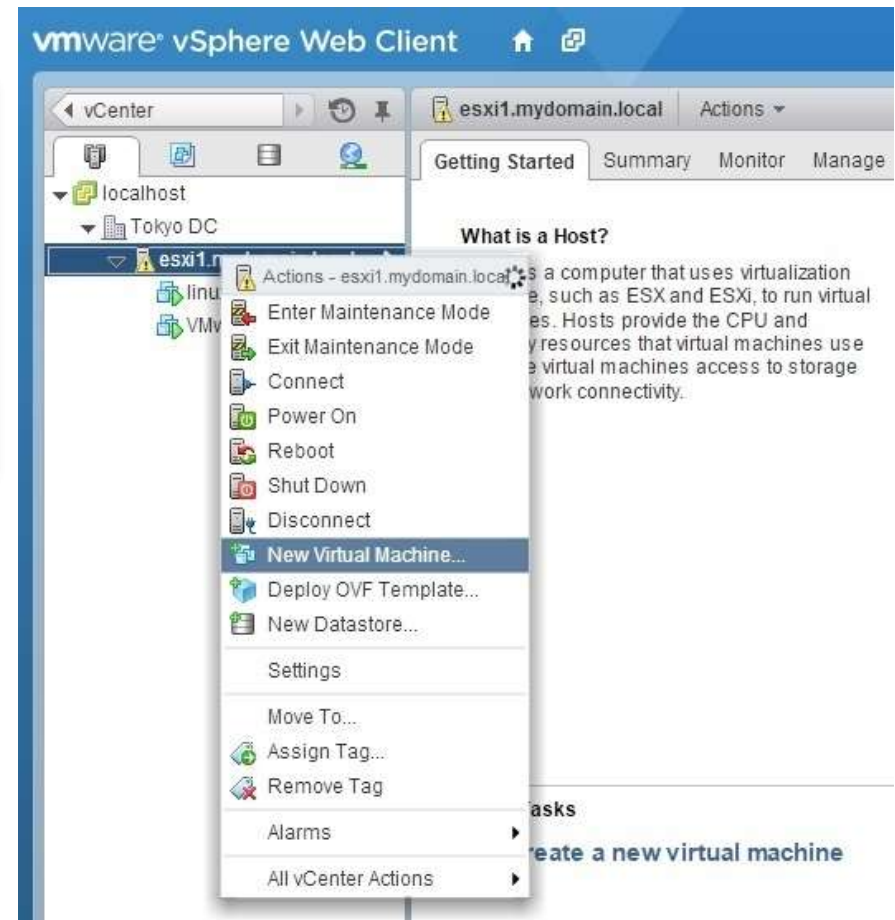 vmware® vSphere Web Client
vCenter
localhost
Tokyo DC
Actions - esxi1.mydomain.local
Enter Maintenance Mode
Exit Maintenance Mode
Connect
Power On
Reboot
Shut Down
Disconnect
New Virtual Machine...
Deploy OVF Template...
New Datastore...
Settings
Move To...
Assign Tag...
Remove Tag
Alarms
All vCenter Actions
esxi1.mydomain.local Actions
Getting Started Summary Monitor Manage
What is a Host?
a computer that uses virtualization
such as ESX and ESXi, to run virtual
Hosts provide the CPU and
resources that virtual machines use
virtual machines access to storage
connectivity.
a new virtual machine